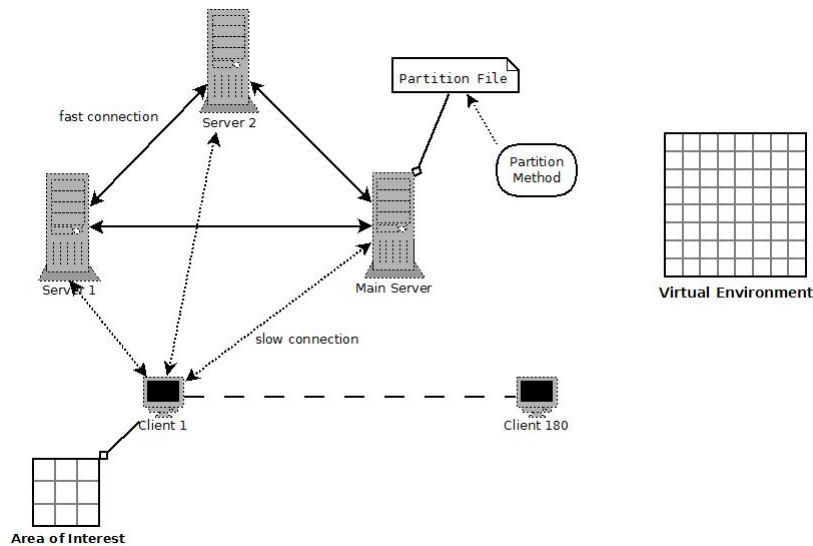 Partition File
fast connection
Server 2
Partition
Method
Server 1
Main Server
Virtual Environment
slow connection
Client 1
Client 180
Area of Interest